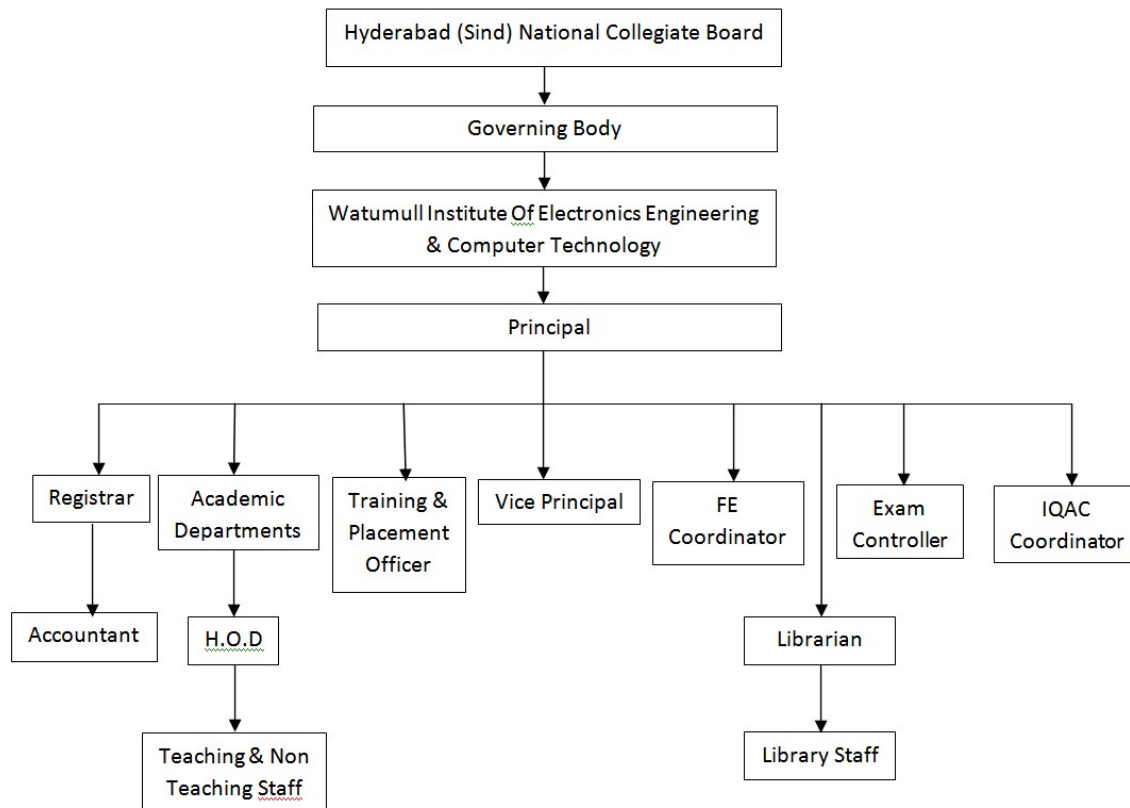 Hyderabad (Sind) National Collegiate Board
Governing Body
Watumull Institute Of Electronics Engineering
& Computer Technology
Principal
Registrar
Academic
Departments
Training &
Placement
Officer
Vice Principal
FE
Coordinator
Exam
Controller
IQAC
Coordinator
Accountant
H.O.D
Librarian
Teaching & Non
Teaching Staff
Library Staff